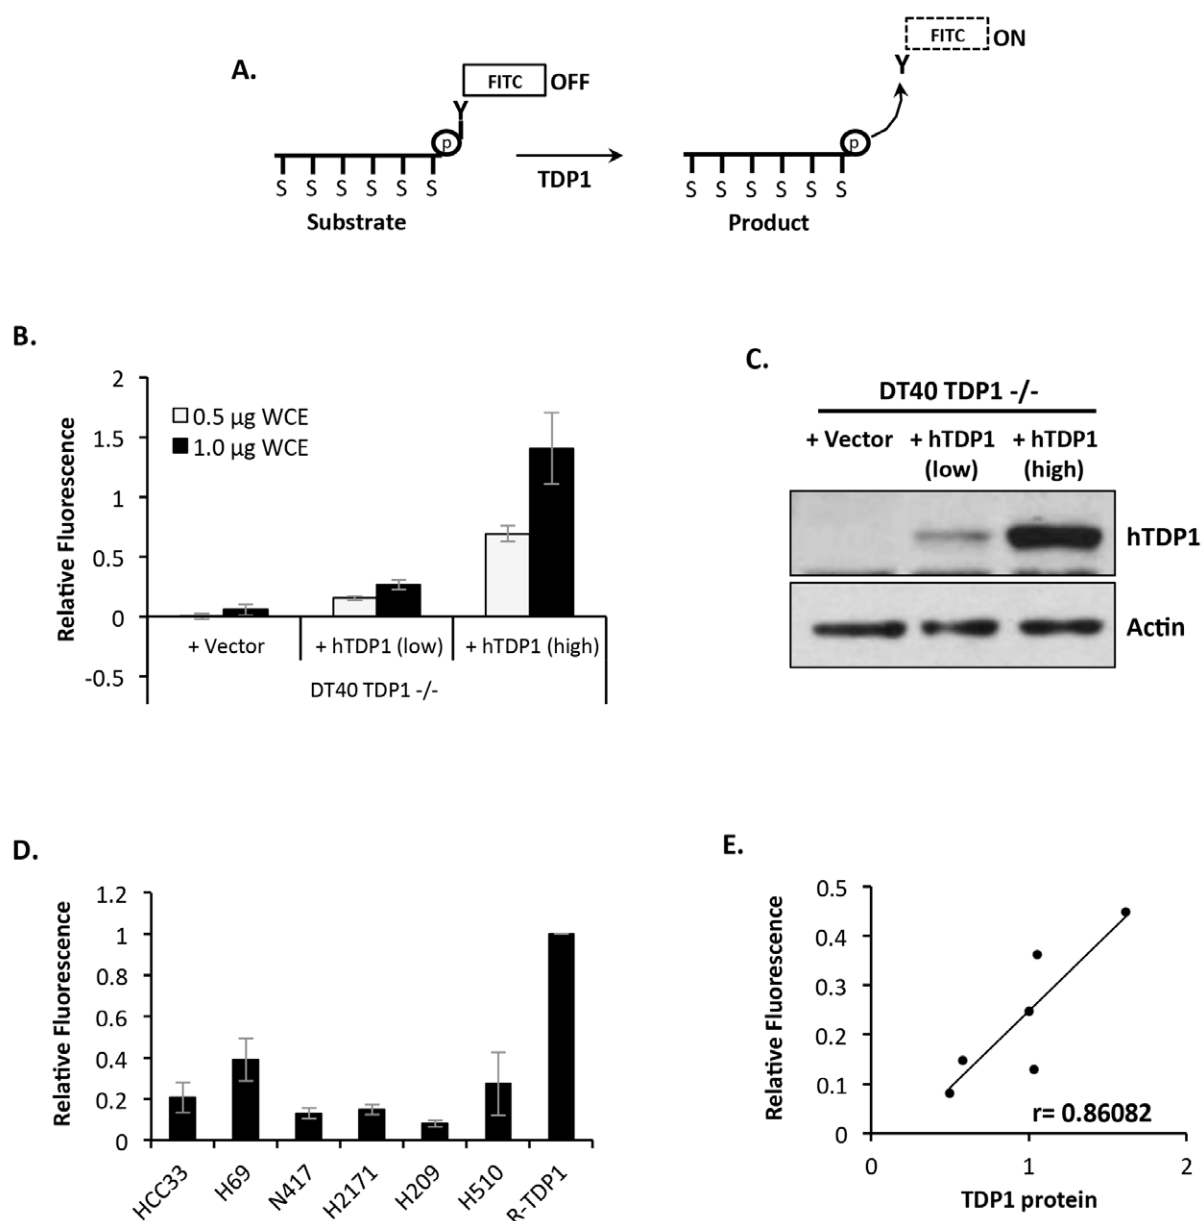 A.
FITC OFF
Y
p
S S S S S S
Substrate
TDP1
FITC ON
Y
p
S S S S S S
Product
B.
Relative Fluorescence
2
1.5
1
0.5
0
-0.5
0.5 µg WCE
1.0 µg WCE
+ Vector + hTDP1 (low) + hTDP1 (high)
DT40 TDP1 -/-
C.
DT40 TDP1 -/-
+ Vector + hTDP1 + hTDP1
(low) (high)
hTDP1
Actin
D.
Relative Fluorescence
1.2
1
0.8
0.6
0.4
0.2
0
HCC33 H69 N417 H2171 H209 H510 R-TDP1
E.
Relative Fluorescence
0.5
0.4
0.3
0.2
0.1
0
r= 0.86082
0 1 2
TDP1 protein